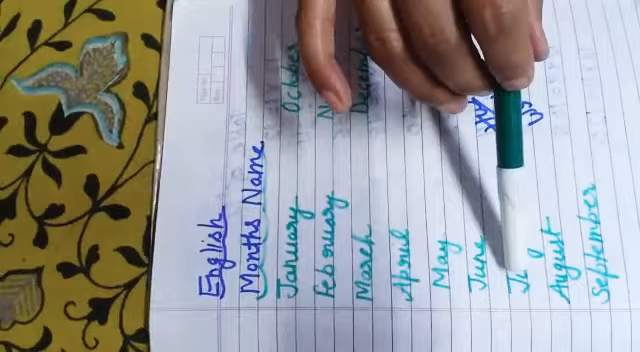 English
Months Name
January
February
March
April
May
June
August
September
October